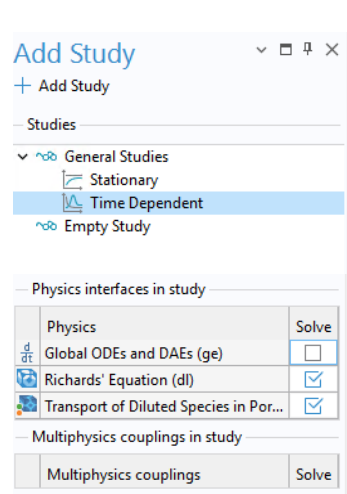 Add Study
+ Add Study
Studies
General Studies
Stationary
Time Dependent
Empty Study
Physics interfaces in study
Physics Solve
d/dt Global ODEs and DAEs (ge)
Richards' Equation (dl)
Transport of Diluted Species in Por...
Multiphysics couplings in study
Multiphysics couplings Solve